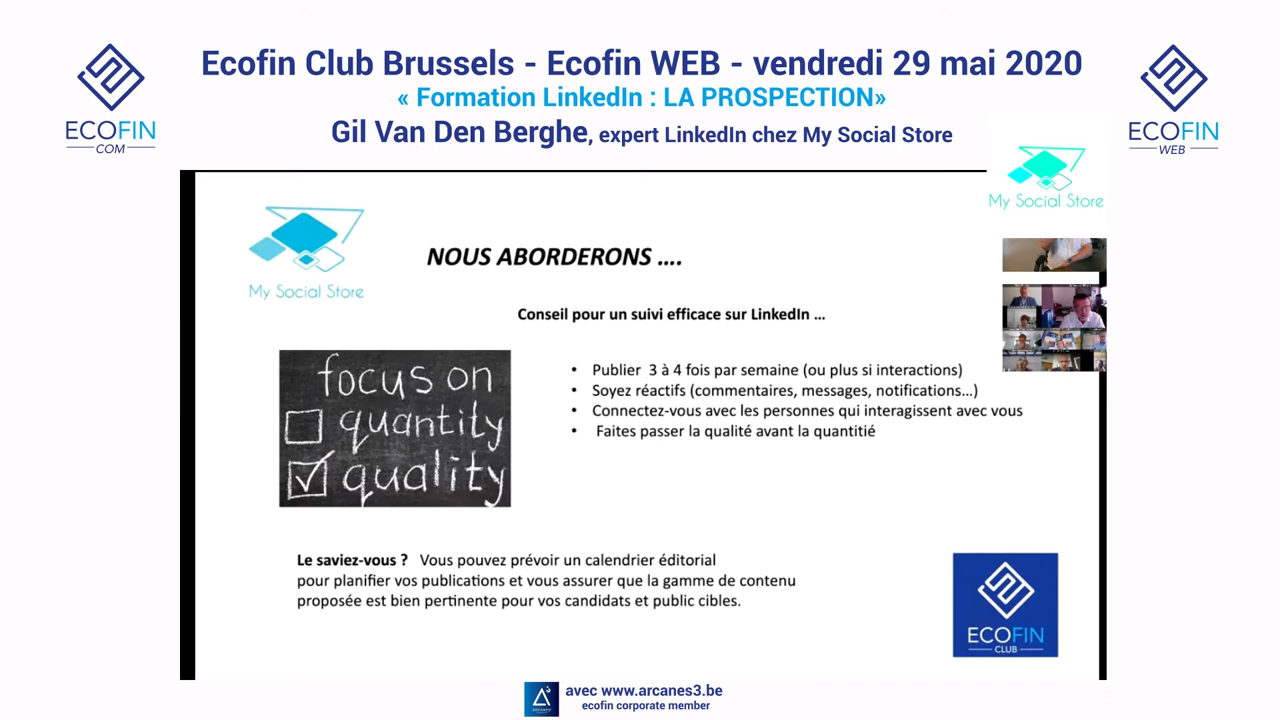 Ecofin Club Brussels - Ecofin WEB - vendredi 29 mai 2020
« Formation LinkedIn : LA PROSPECTION»
Gil Van Den Berghe, expert LinkedIn chez My Social Store
ECOFIN
COM
ECOFIN
WEB
My Social Store
My Social Store
NOUS ABORDERONS ....
Conseil pour un suivi efficace sur LinkedIn ...
focus on
quantity
quality
• Publier 3 à 4 fois par semaine (ou plus si interactions)
• Soyez réactifs (commentaires, messages, notifications...)
• Connectez-vous avec les personnes qui interagissent avec vous
• Faites passer la qualité avant la quantitié
Le saviez-vous ? Vous pouvez prévoir un calendrier éditorial
pour planifier vos publications et vous assurer que la gamme de contenu
proposée est bien pertinente pour vos candidats et public cibles.
ECOFIN
CLUB
avec www.arcanes3.be
ecofin corporate member